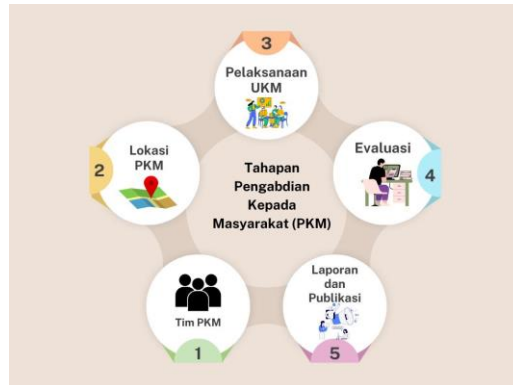 Tahapan
Pengabdian
Kepada
Masyarakat (PKM)
Tim PKM
1
2
Lokasi
PKM
3
Pelaksanaan
UKM
Evaluasi
4
Laporan
dan
Publikasi
5